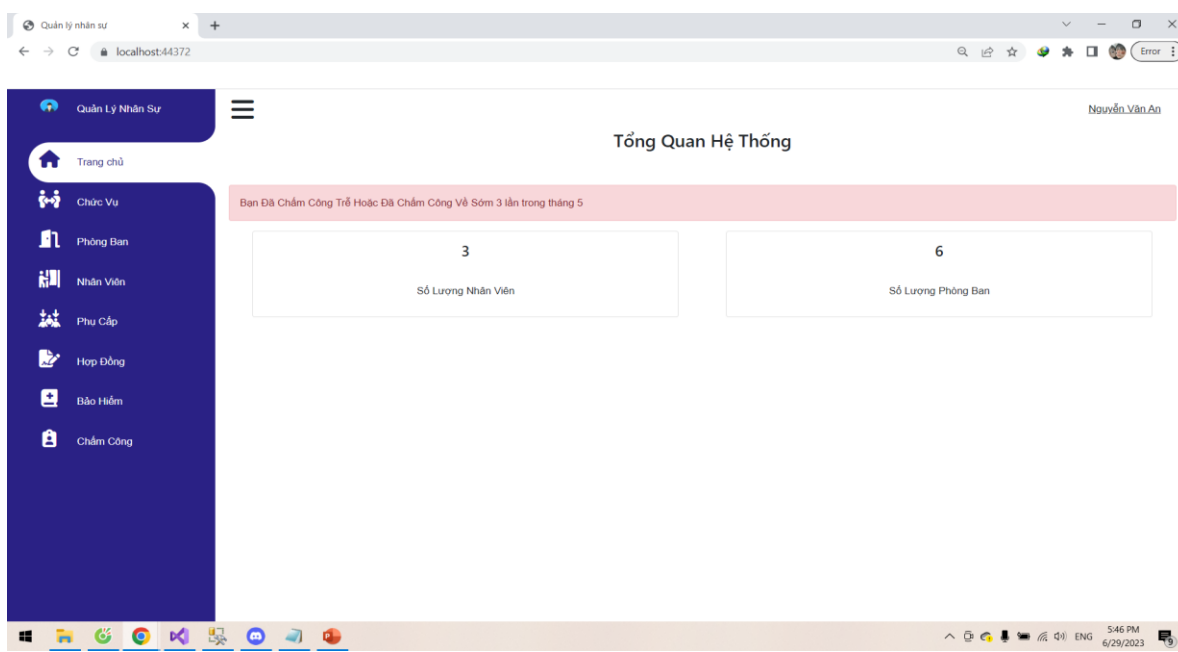 Quản lý nhân sự
localhost:44372
Error
Quản Lý Nhân Sự
Nguyễn Văn An
Tổng Quan Hệ Thống
Trang chủ
Chức Vụ
Bạn Đã Chấm Công Trễ Hoặc Đã Chấm Công Về Sớm 3 lần trong tháng 5
Phòng Ban
3
6
Nhân Viên
Số Lượng Nhân Viên
Số Lượng Phòng Ban
Phụ Cấp
Hợp Đồng
Bảo Hiểm
Chấm Công
ENG
5:46 PM
6/29/2023